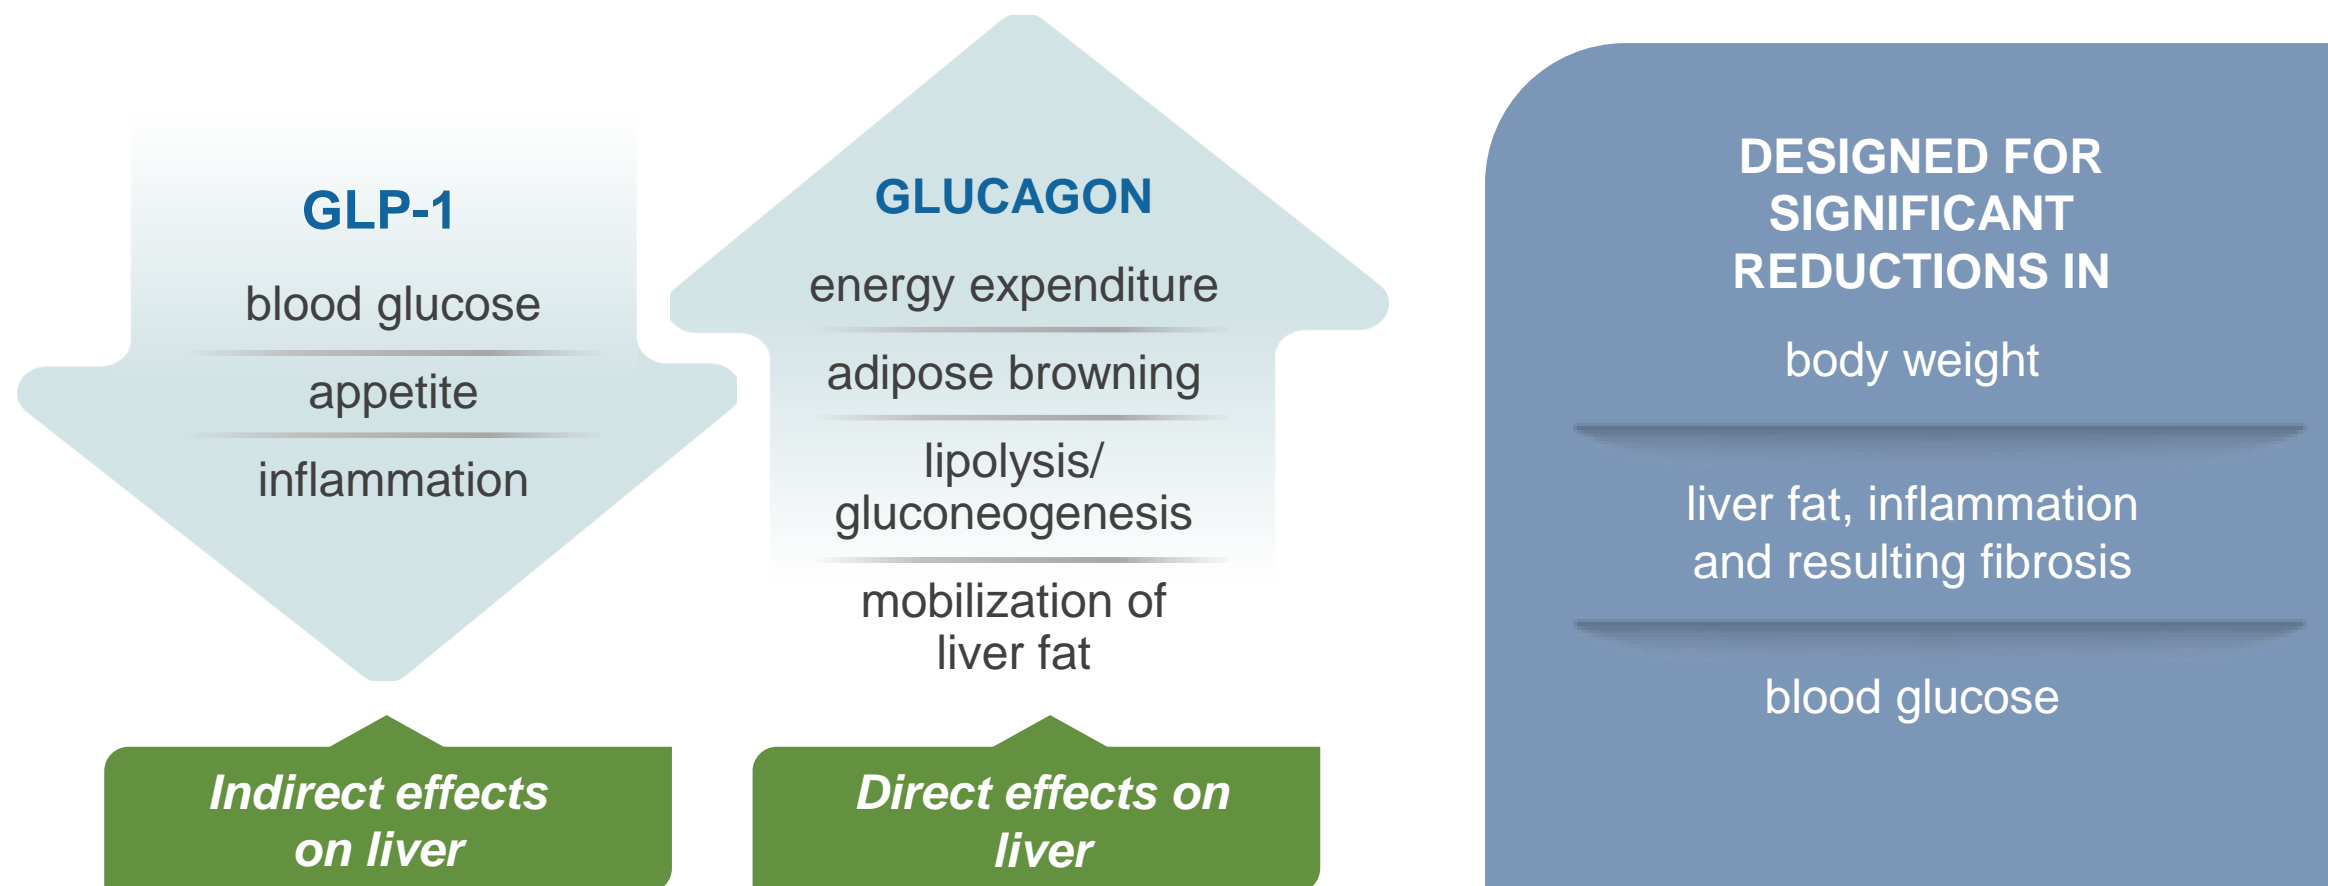 GLP-1
blood glucose
appetite
inflammation
Indirect effects
on liver
GLUCAGON
energy expenditure
adipose browning
lipolysis/
gluconeogenesis
mobilization of
liver fat
Direct effects on
liver
DESIGNED FOR
SIGNIFICANT
REDUCTIONS IN
body weight
liver fat, inflammation
and resulting fibrosis
blood glucose